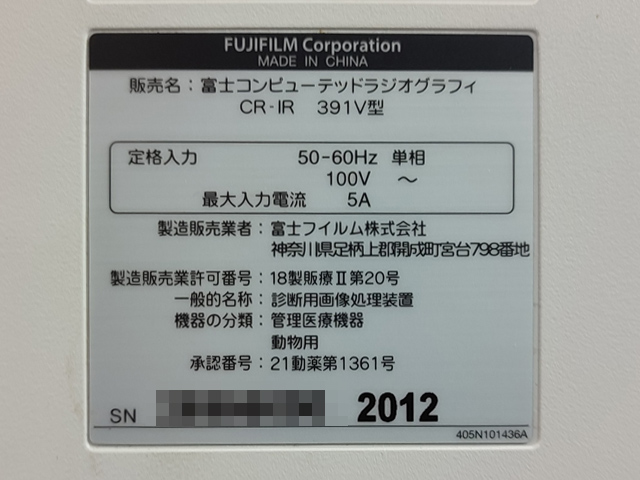 FUJIFILM Corporation
MADE IN CHINA
販売名：富士コンピューテッドラジオグラフィ
CR-IR 391V型
定格入力 50-60Hz 単相
100V ～
最大入力電流 5A
製造販売業者：富士フイルム株式会社
神奈川県足柄上郡開成町宮台798番地
製造販売業許可番号：18製販療Ⅱ第20号
一般的名称：診断用画像処理装置
機器の分類：管理医療機器
動物用
承認番号：21動薬第1361号
SN 2012
405N101436A